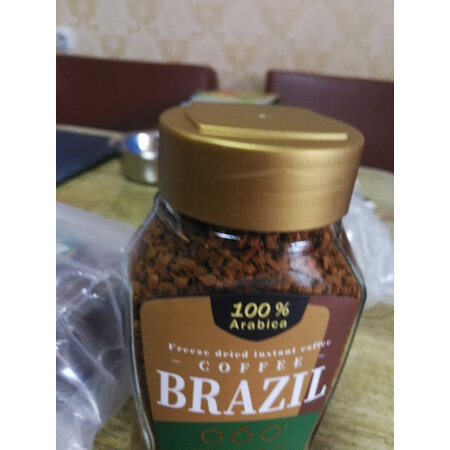 100%
Arabica
Freeze dried instant coffee
- COFFEE -
BRAZIL